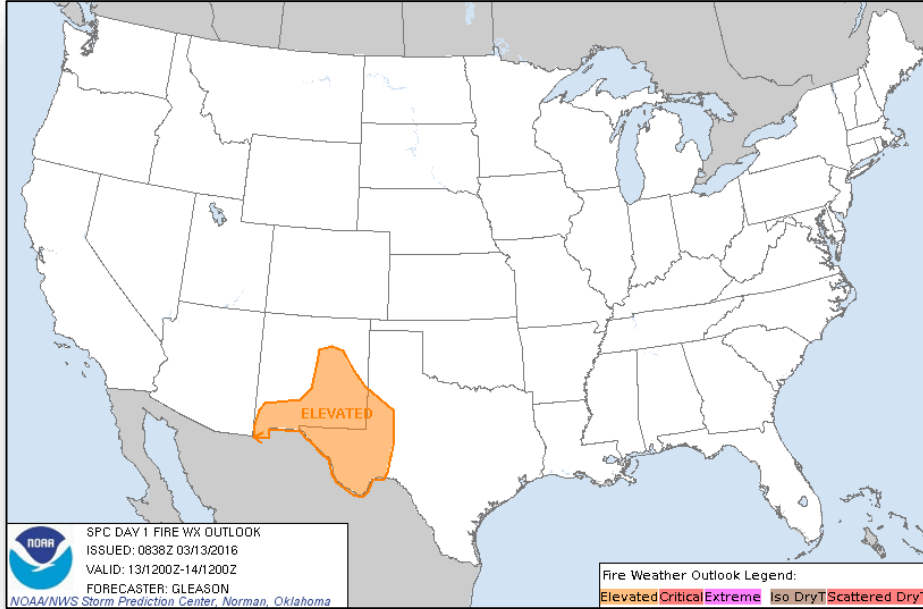 ELEVATED
NOAA
SPC DAY 1 FIRE WX OUTLOOK
ISSUED: 0838Z 03/13/2016
VALID: 13/1200Z-14/1200Z
FORECASTER: GLEASON
NOAA/NWS Storm Prediction Center, Norman, Oklahoma
Fire Weather Outlook Legend:
Elevated Critical Extreme Iso DryT Scattered Dry